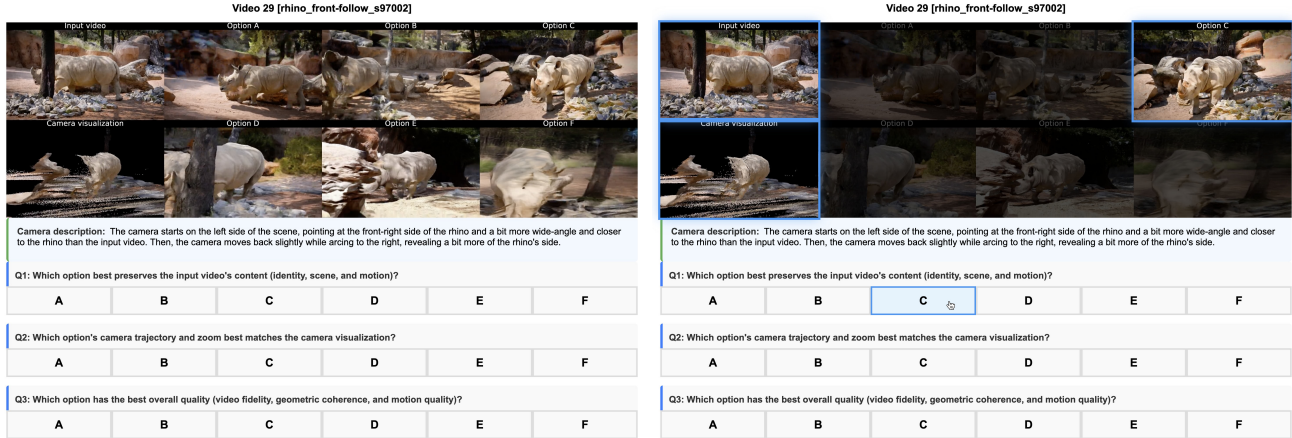 Video 29 [rhino_front-follow_s97002]
Input video Option A Option B Option C
Camera visualization Option D Option E Option F
Camera description: The camera starts on the left side of the scene, pointing at the front-right side of the rhino and a bit more wide-angle and closer
to the rhino than the input video. Then, the camera moves back slightly while arcing to the right, revealing a bit more of the rhino's side.
Q1: Which option best preserves the input video's content (identity, scene, and motion)?
A B C D E F
Q2: Which option's camera trajectory and zoom best matches the camera visualization?
A B C D E F
Q3: Which option has the best overall quality (video fidelity, geometric coherence, and motion quality)?
A B C D E F
Video 29 [rhino_front-follow_s97002]
Input video Option A Option B Option C
Camera visualization Option D Option E Option F
Camera description: The camera starts on the left side of the scene, pointing at the front-right side of the rhino and a bit more wide-angle and closer
to the rhino than the input video. Then, the camera moves back slightly while arcing to the right, revealing a bit more of the rhino's side.
Q1: Which option best preserves the input video's content (identity, scene, and motion)?
A B C D E F
Q2: Which option's camera trajectory and zoom best matches the camera visualization?
A B C D E F
Q3: Which option has the best overall quality (video fidelity, geometric coherence, and motion quality)?
A B C D E F